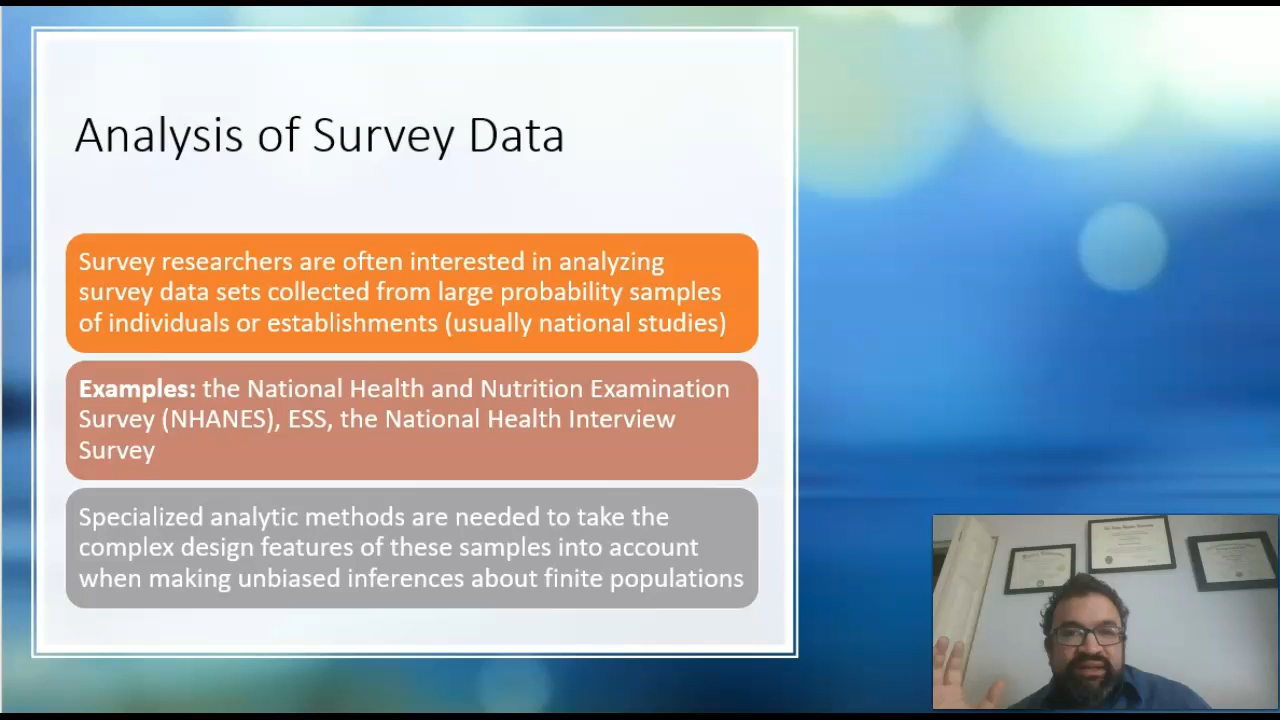 Analysis of Survey Data
Survey researchers are often interested in analyzing
survey data sets collected from large probability samples
of individuals or establishments (usually national studies)
Examples: the National Health and Nutrition Examination
Survey (NHANES), ESS, the National Health Interview
Survey
Specialized analytic methods are needed to take the
complex design features of these samples into account
when making unbiased inferences about finite populations